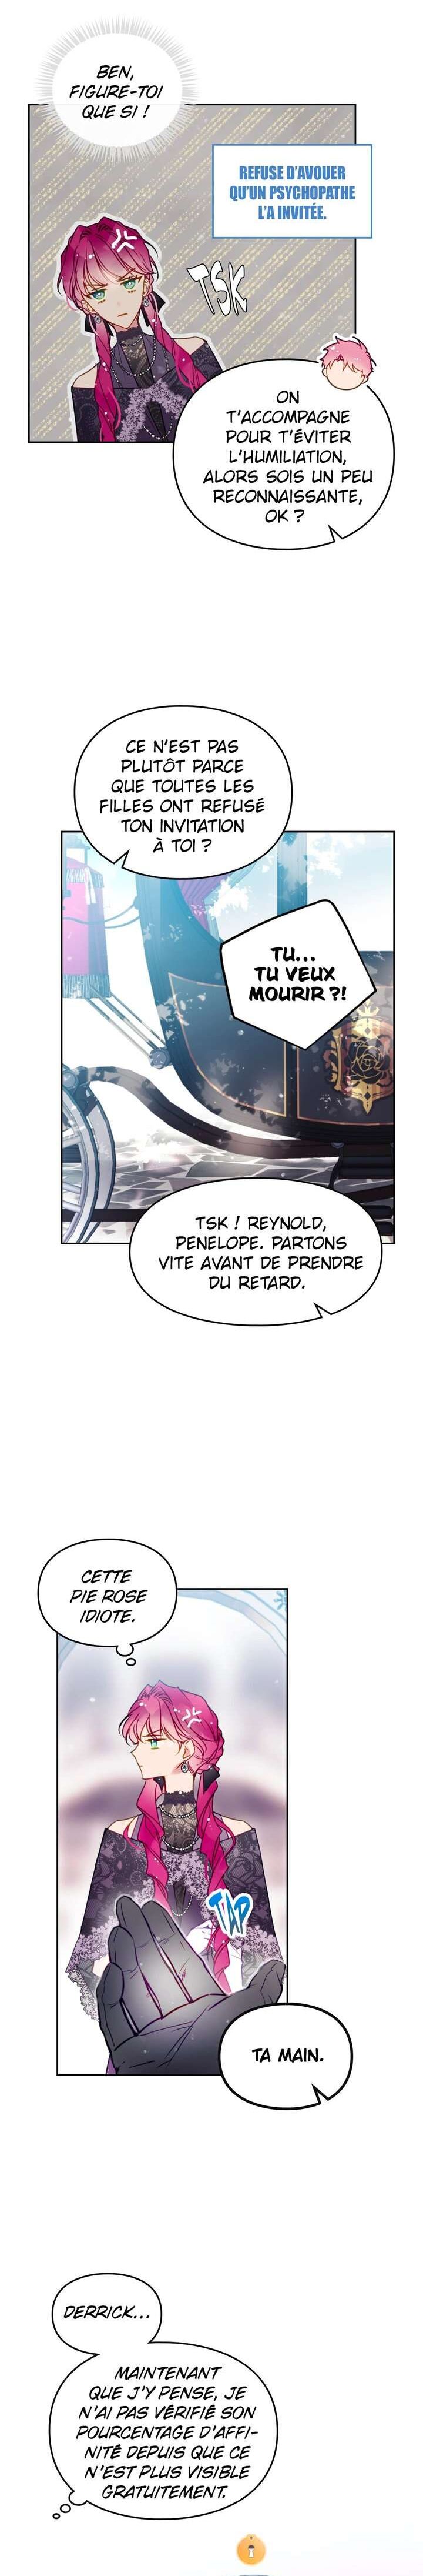 BEN,
FIGURE-TOI
QUE SI !
REFUSE D'AVOUER
QU'UN PSYCHOPATHE
L'A INVITÉE.
TSK
ON
T'ACCOMPAGNE
POUR T'ÉVITER
L'HUMILIATION,
ALORS SOIS UN PEU
RECONNAISSANTE,
OK ?
CE N'EST PAS
PLUTÔT PARCE
QUE TOUTES LES
FILLES ONT REFUSÉ
TON INVITATION
À TOI ?
TU...
TU VEUX
MOURIR ?!
TSK ! REYNOLD,
PENELOPE. PARTONS
VITE AVANT DE PRENDRE
DU RETARD.
CETTE
PIE ROSE
IDIOTE.
TAP
TA MAIN.
DERRICK...
MAINTENANT
QUE J'Y PENSE, JE
N'AI PAS VÉRIFIÉ SON
POURCENTAGE D'AFFI-
NITÉ DEPUIS QUE CE
N'EST PLUS VISIBLE
GRATUITEMENT.